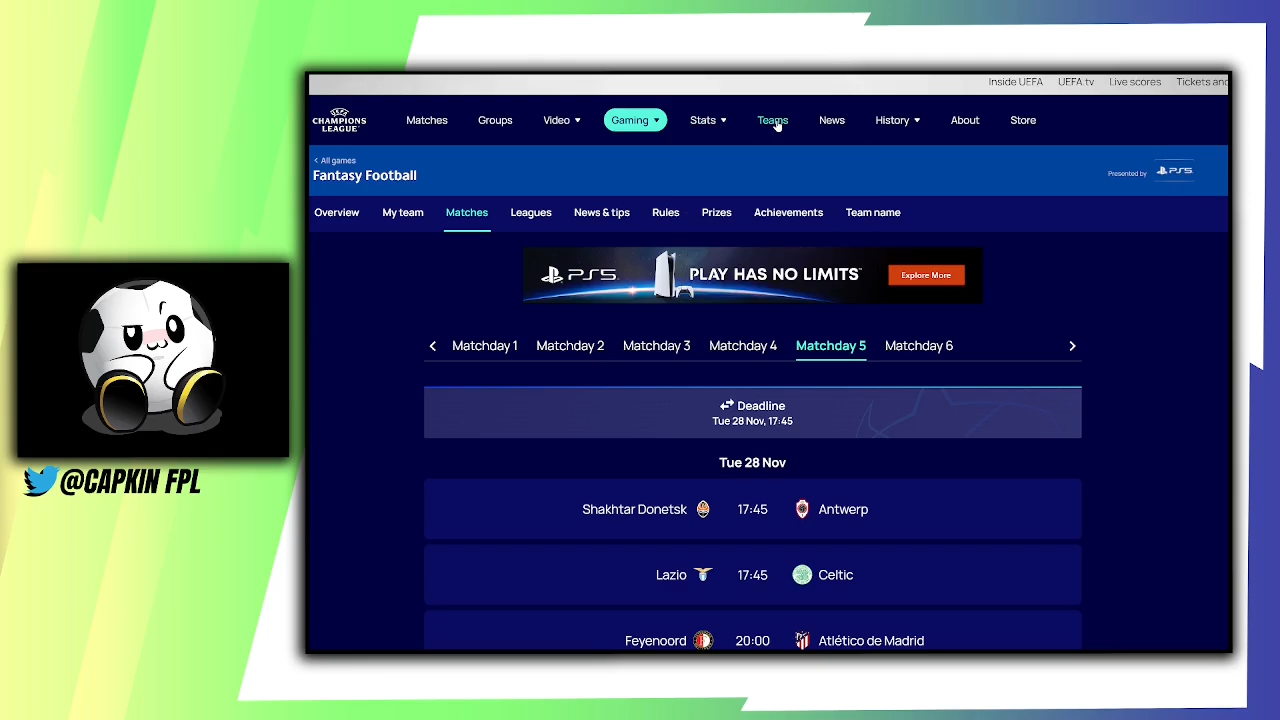 Inside UEFA UEFA.tv Live scores Tickets and
UEFA
CHAMPIONS
LEAGUE
Matches Groups Video Gaming Stats Teams News History About Store
All games
Fantasy Football
Presented by PS5
Overview My team Matches Leagues News & tips Rules Prizes Achievements Team name
PS5 PLAY HAS NO LIMITS™ Explore More
Matchday 1 Matchday 2 Matchday 3 Matchday 4 Matchday 5 Matchday 6
Deadline
Tue 28 Nov, 17:45
Tue 28 Nov
Shakhtar Donetsk 17:45 Antwerp
Lazio 17:45 Celtic
Feyenoord 20:00 Atlético de Madrid
@CAPKIN FPL